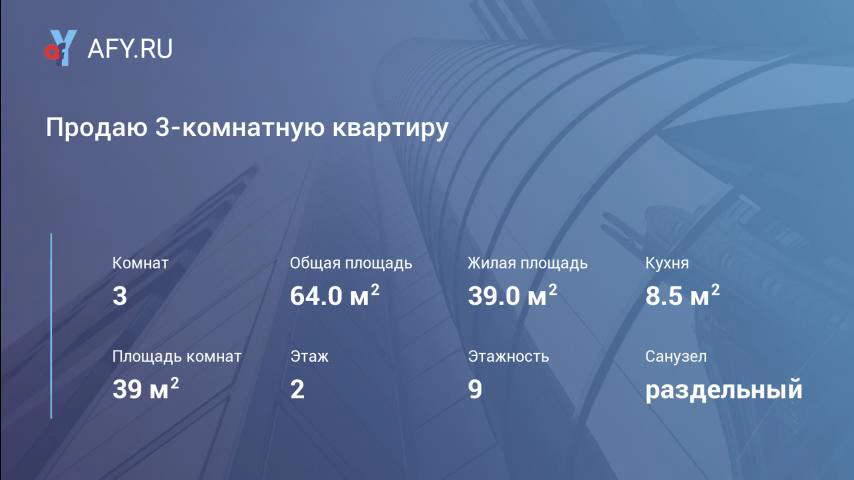 AFY.RU
Продаю 3-комнатную квартиру
Комнат Общая площадь Жилая площадь Кухня
3 64.0 м² 39.0 м² 8.5 м²
Площадь комнат Этаж Этажность Санузел
39 м² 2 9 раздельный